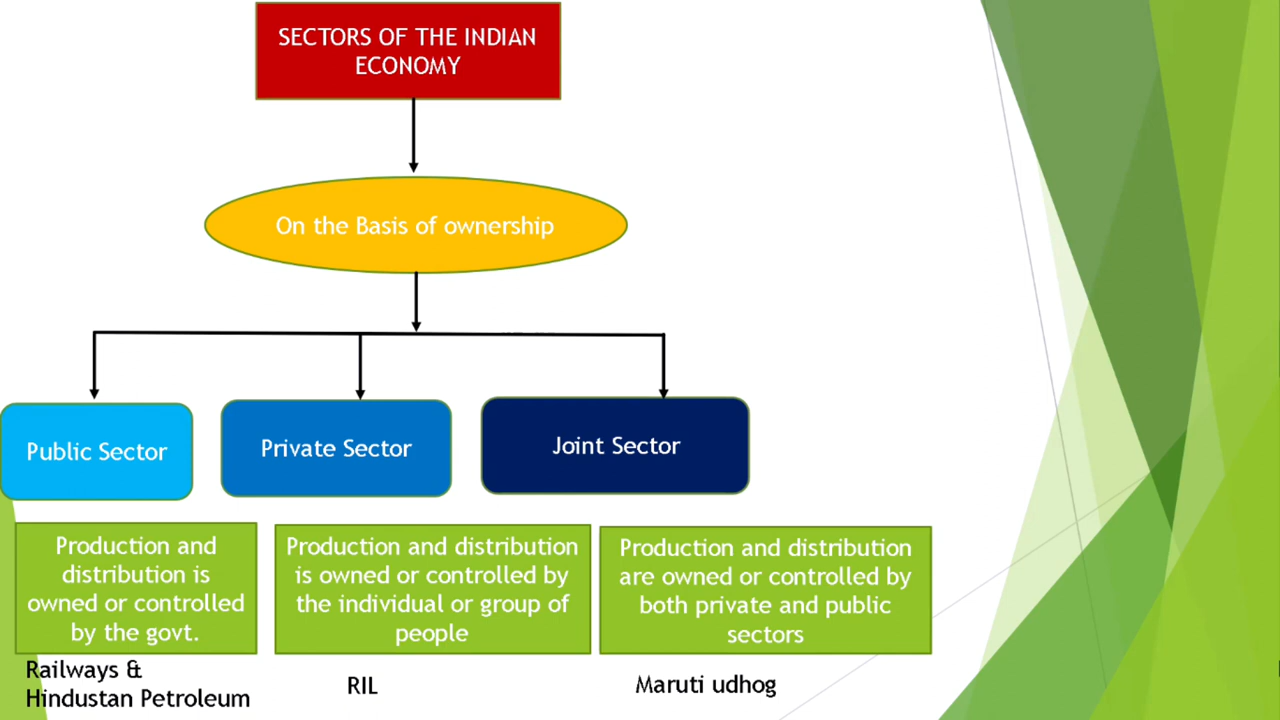 SECTORS OF THE INDIAN
ECONOMY
On the Basis of ownership
Public Sector
Private Sector
Joint Sector
Production and
distribution is
owned or controlled
by the govt.
Production and distribution
is owned or controlled by
the individual or group of
people
Production and distribution
are owned or controlled by
both private and public
sectors
Railways &
Hindustan Petroleum
RIL
Maruti udhog